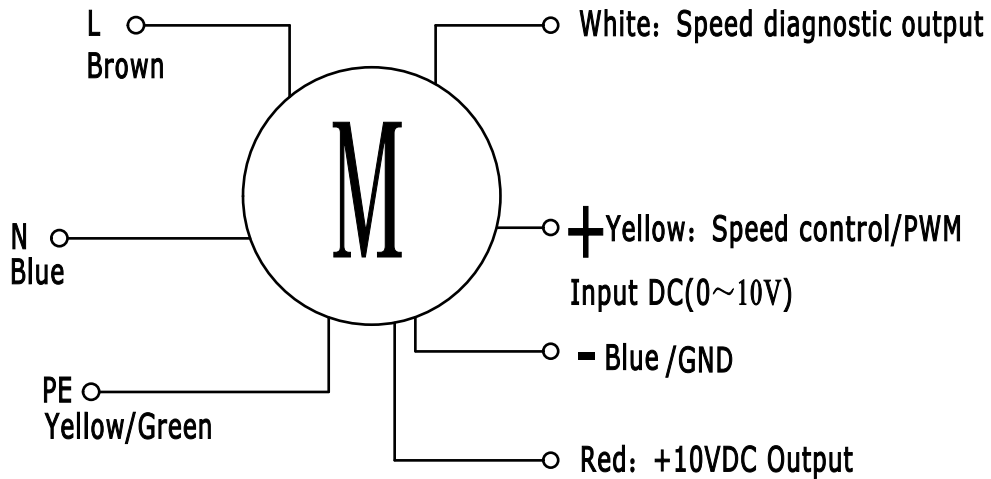 L
Brown
White: Speed diagnostic output
M
N
Blue
+Yellow: Speed control/PWM
Input DC(0～10V)
- Blue/GND
PE
Yellow/Green
Red: +10VDC Output